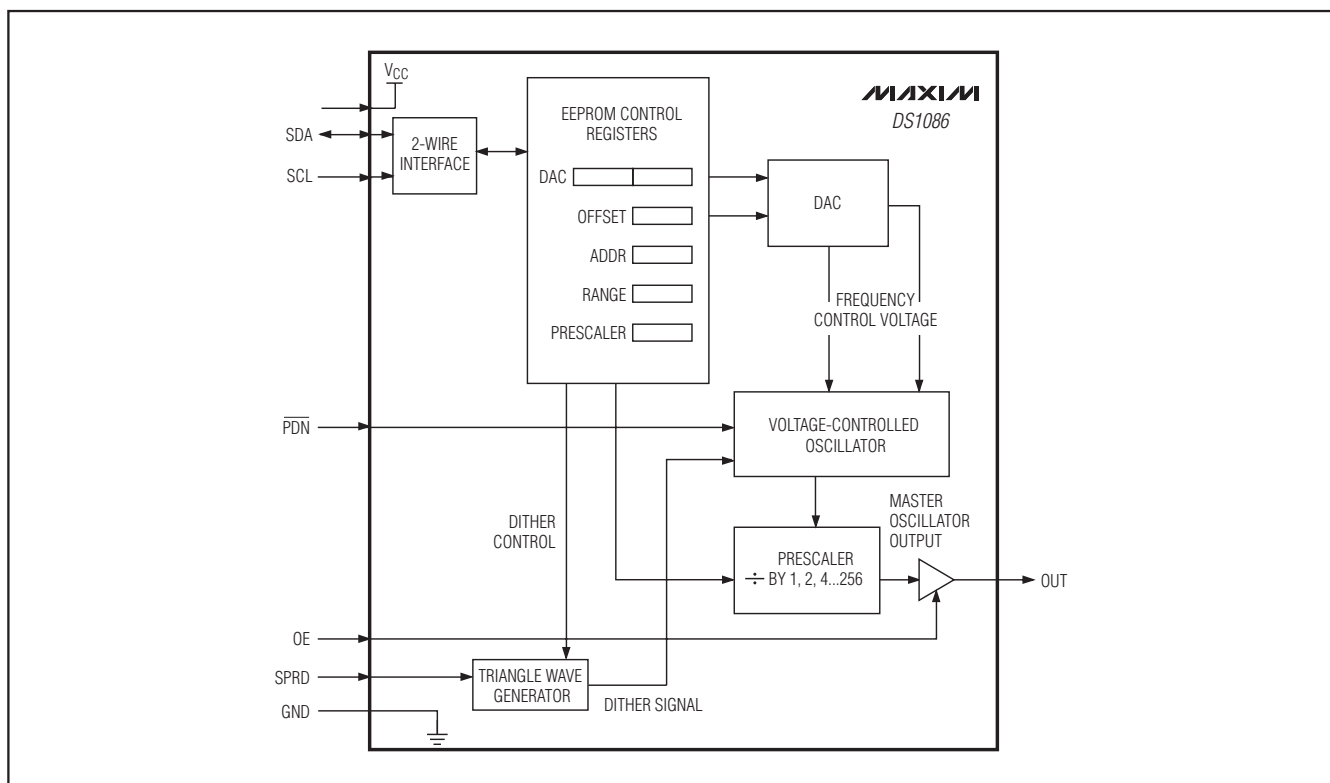 VCC
MAXIM
DS1086
SDA
SCL
2-WIRE
INTERFACE
EEPROM CONTROL
REGISTERS
DAC
OFFSET
ADDR
RANGE
PRESCALER
DAC
FREQUENCY
CONTROL VOLTAGE
PDN
VOLTAGE-CONTROLLED
OSCILLATOR
DITHER
CONTROL
MASTER
OSCILLATOR
OUTPUT
PRESCALER
÷ BY 1, 2, 4...256
OUT
OE
SPRD
TRIANGLE WAVE
GENERATOR
DITHER SIGNAL
GND